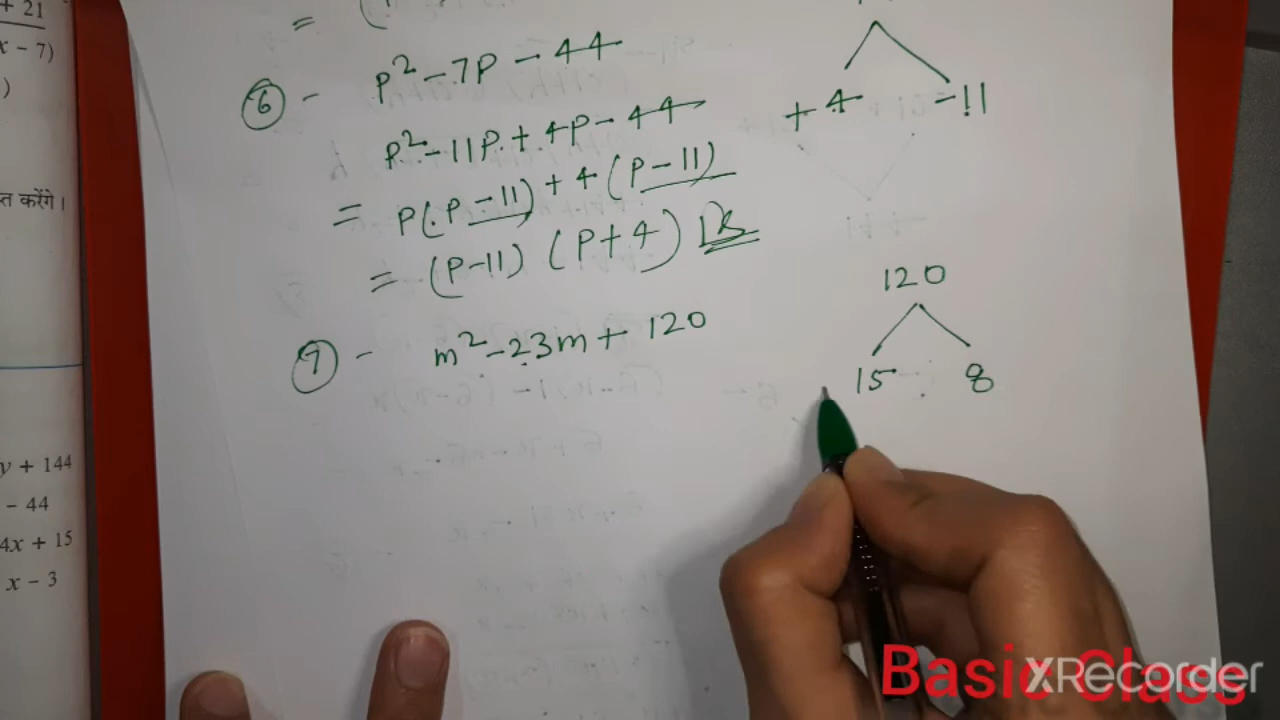 + 21
x - 7)
)
=
6 - p² - 7p - 44
p² - 11p + 4p - 44
= p(p - 11) + 4(p - 11)
= (p - 11) (p + 4)
+ 4 - 11
7 - m² - 23m + 120
120
15 8
त करेंगे।
y + 144
- 44
4x + 15
x - 3
Basic Class
XRecorder